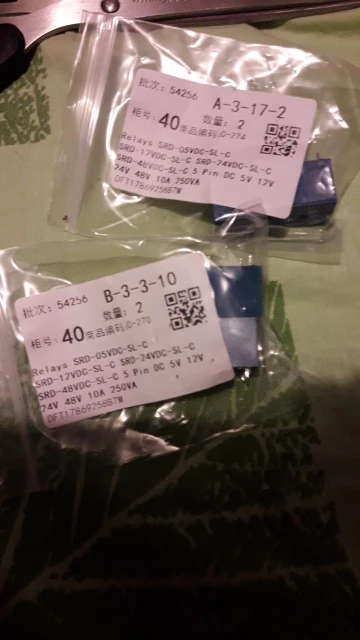 批次: 54256 A-3-17-2
柜号: 40 数量: 2
竞品编码: C-274
Relays SRD-05VDC-SL-C
SRD-12VDC-SL-C SRD-24VDC-SL-C
SRD-48VDC-SL-C 5 Pin DC 5V 12V
24V 48V 10A 250VA
批次: 54256 B-3-3-10
柜号: 40 数量: 2
竞品编码: C-270
Relays SRD-05VDC-SL-C
SRD-12VDC-SL-C SRD-24VDC-SL-C
SRD-48VDC-SL-C 5 Pin DC 5V 12V
24V 48V 10A 250VA